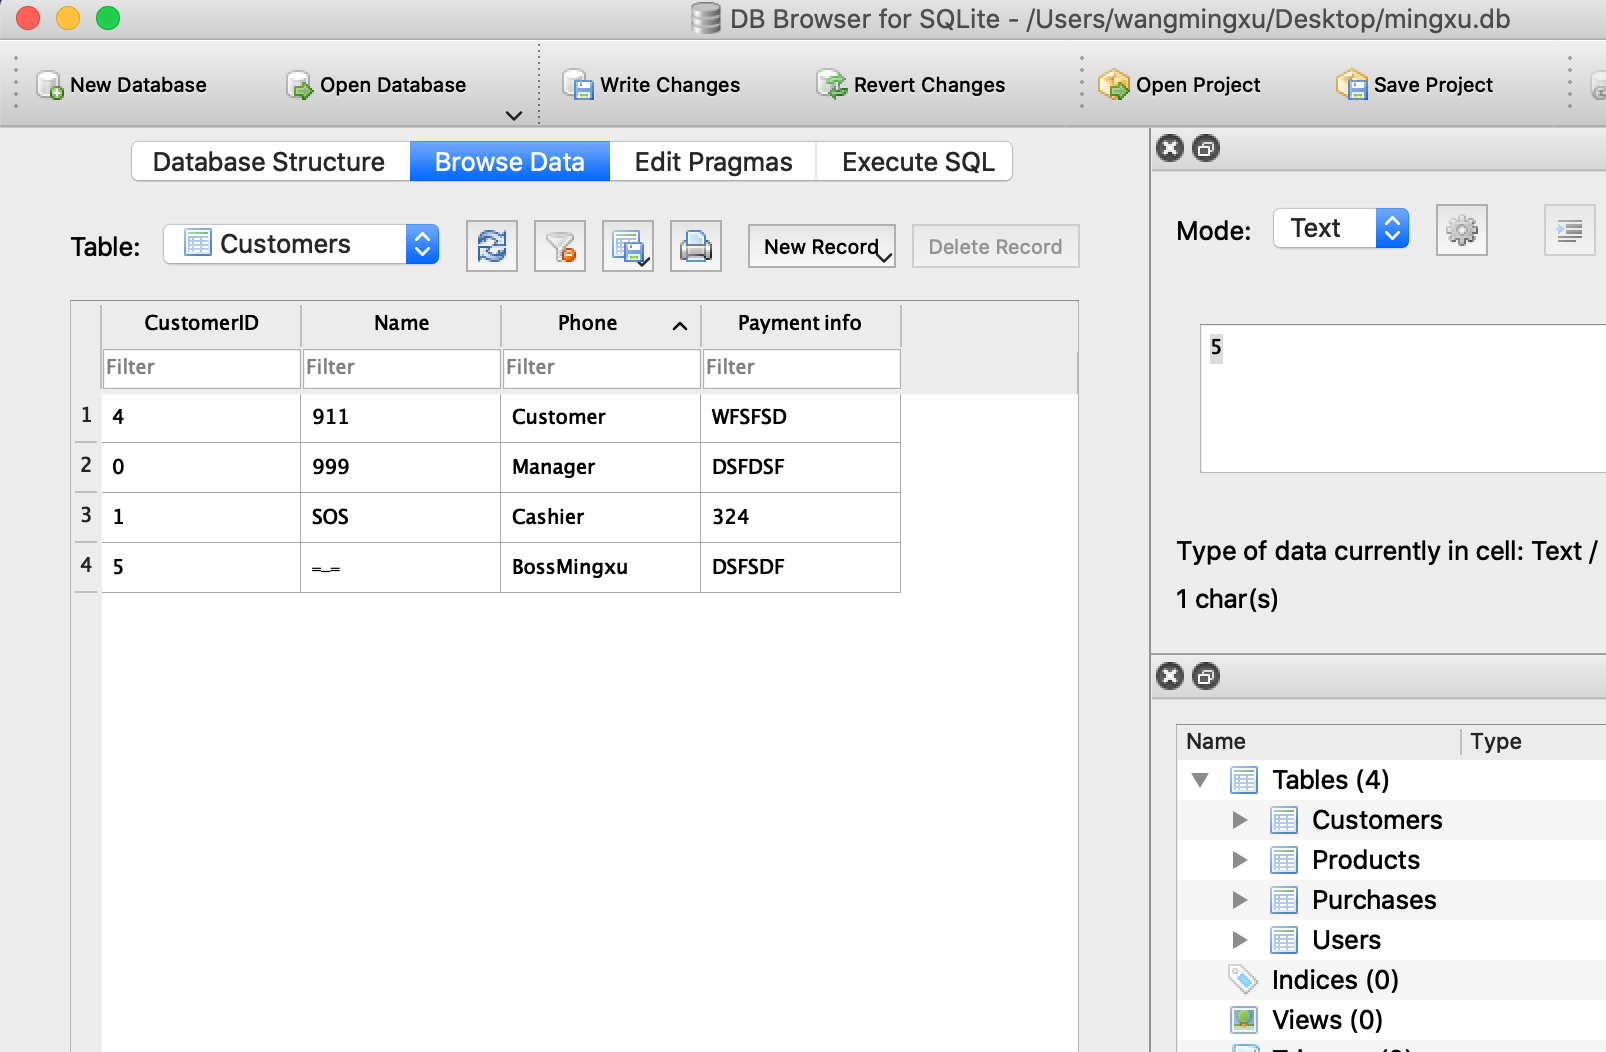 DB Browser for SQLite - /Users/wangmingxu/Desktop/mingxu.db
New Database Open Database Write Changes Revert Changes Open Project Save Project
Database Structure Browse Data Edit Pragmas Execute SQL
Table: Customers New Record Delete Record
CustomerID Name Phone Payment info
Filter Filter Filter Filter
1 4 911 Customer WFSFSD
2 0 999 Manager DSFDSF
3 1 SOS Cashier 324
4 5 =_= BossMingxu DSFSDF
Mode: Text
5
Type of data currently in cell: Text /
1 char(s)
Name Type
Tables (4)
Customers
Products
Purchases
Users
Indices (0)
Views (0)